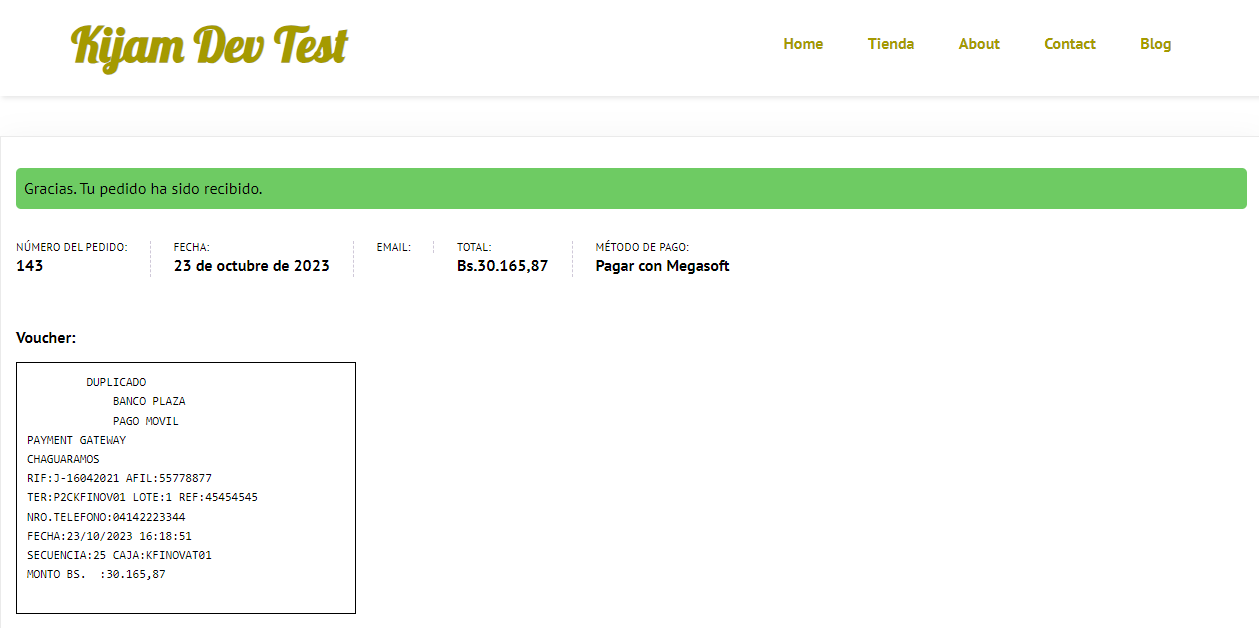 Kijam Dev Test
Home Tienda About Contact Blog
Gracias. Tu pedido ha sido recibido.
NÚMERO DEL PEDIDO: FECHA: EMAIL: TOTAL: MÉTODO DE PAGO:
143 23 de octubre de 2023 Bs.30.165,87 Pagar con Megasoft
Voucher:
DUPLICADO
BANCO PLAZA
PAGO MOVIL
PAYMENT GATEWAY
CHAGUARAMOS
RIF:J-16042021 AFIL:55778877
TER:P2CKFINOV01 LOTE:1 REF:45454545
NRO.TELEFONO:04142223344
FECHA:23/10/2023 16:18:51
SECUENCIA:25 CAJA:KFINOVAT01
MONTO BS.  :30.165,87